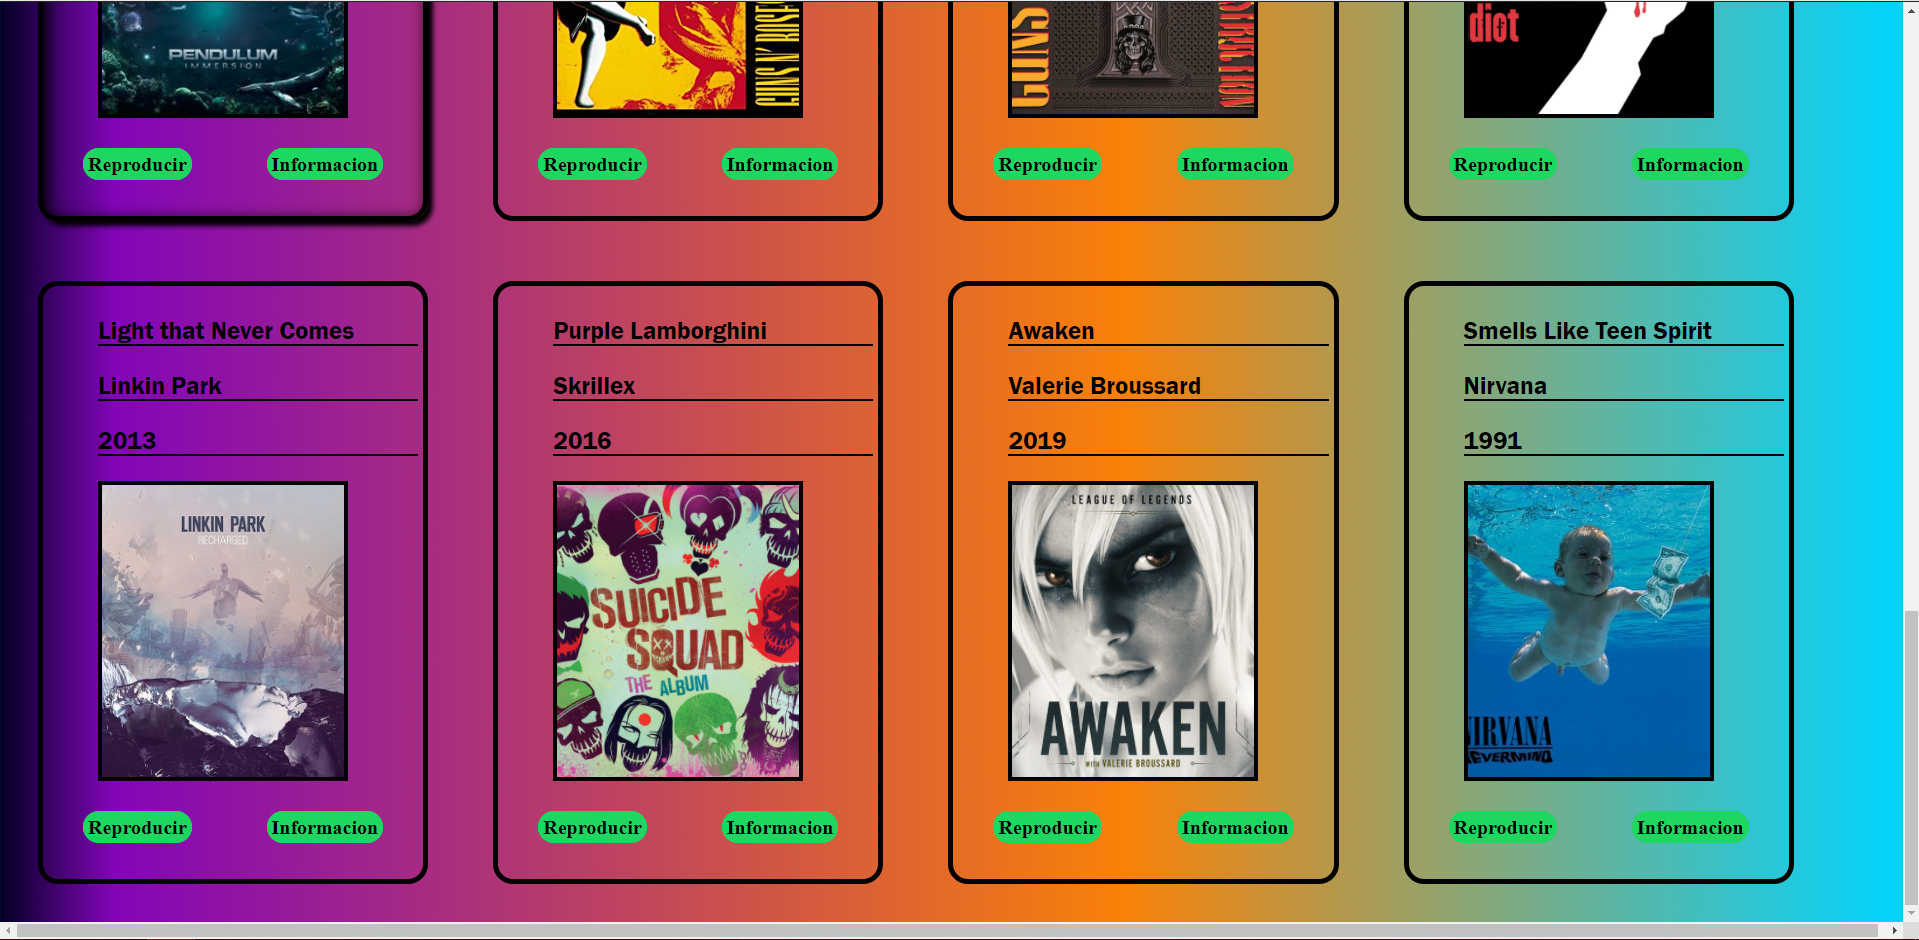 PENDULUM
IMMERSION
GUNS N' ROSES
GUNS
diot
Reproducir
Informacion
Reproducir
Informacion
Reproducir
Informacion
Reproducir
Informacion
Light that Never Comes
Linkin Park
2013
LINKIN PARK
RECHARGED
Reproducir
Informacion
Purple Lamborghini
Skrillex
2016
SUICIDE
SQUAD
THE ALBUM
Reproducir
Informacion
Awaken
Valerie Broussard
2019
LEAGUE OF LEGENDS
AWAKEN
WITH VALERIE BROUSSARD
Reproducir
Informacion
Smells Like Teen Spirit
Nirvana
1991
NIRVANA
EVERMIND
Reproducir
Informacion